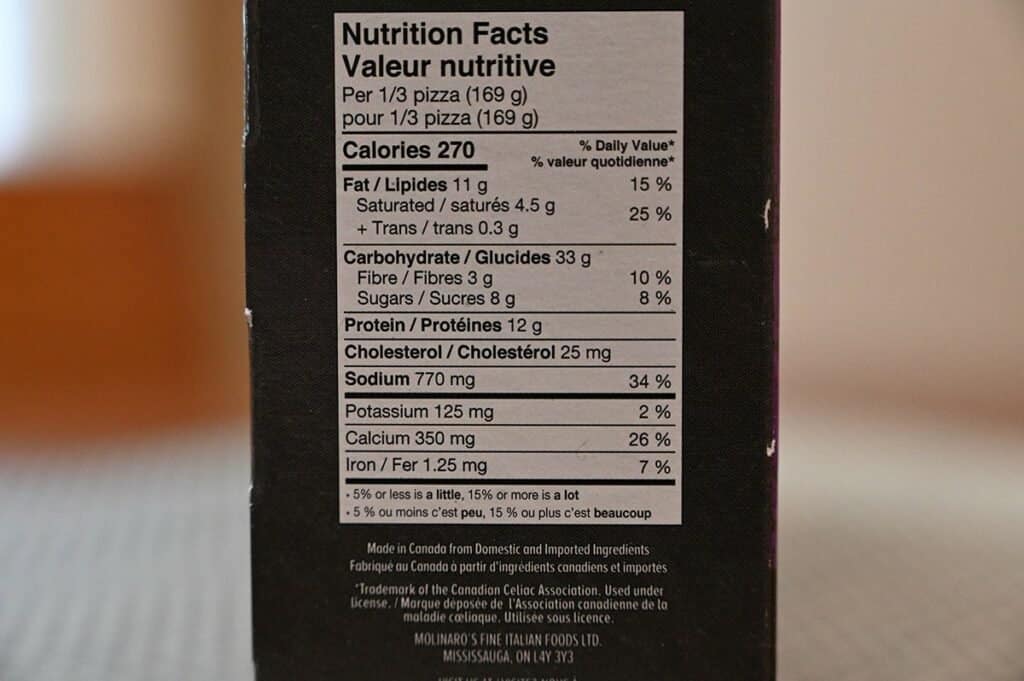 Nutrition Facts
Valeur nutritive
Per 1/3 pizza (169 g)
pour 1/3 pizza (169 g)
Calories 270
% Daily Value*
% valeur quotidienne*
Fat / Lipides 11 g 15 %
Saturated / saturés 4.5 g
+ Trans / trans 0.3 g 25 %
Carbohydrate / Glucides 33 g
Fibre / Fibres 3 g 10 %
Sugars / Sucres 8 g 8 %
Protein / Protéines 12 g
Cholesterol / Cholestérol 25 mg
Sodium 770 mg 34 %
Potassium 125 mg 2 %
Calcium 350 mg 26 %
Iron / Fer 1.25 mg 7 %
• 5% or less is a little, 15% or more is a lot
• 5 % ou moins c'est peu, 15 % ou plus c'est beaucoup
Made in Canada from Domestic and Imported Ingredients
Fabriqué au Canada à partir d'ingrédients canadiens et importés
*Trademark of the Canadian Celiac Association. Used under
license. / Marque déposée de l'Association canadienne de la
maladie cœliaque. Utilisée sous licence.
MOLINARO'S FINE ITALIAN FOODS LTD.
MISSISSAUGA, ON L4Y 3Y3